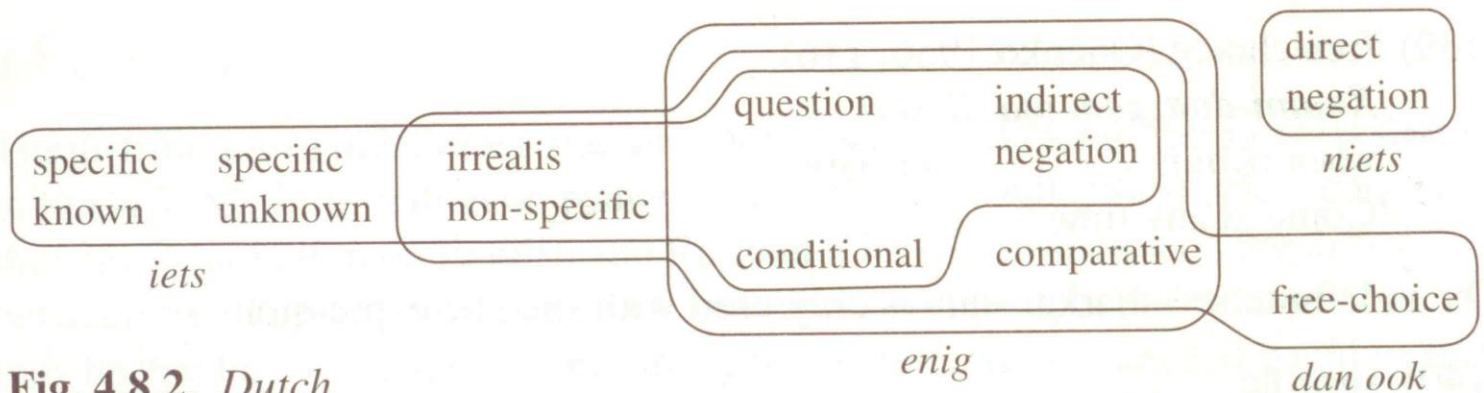 specific known
specific unknown
irrealis non-specific
iets
question
indirect negation
conditional
comparative
enig
direct negation
niets
free-choice
dan ook
Fig. 4.8.2 Dutch